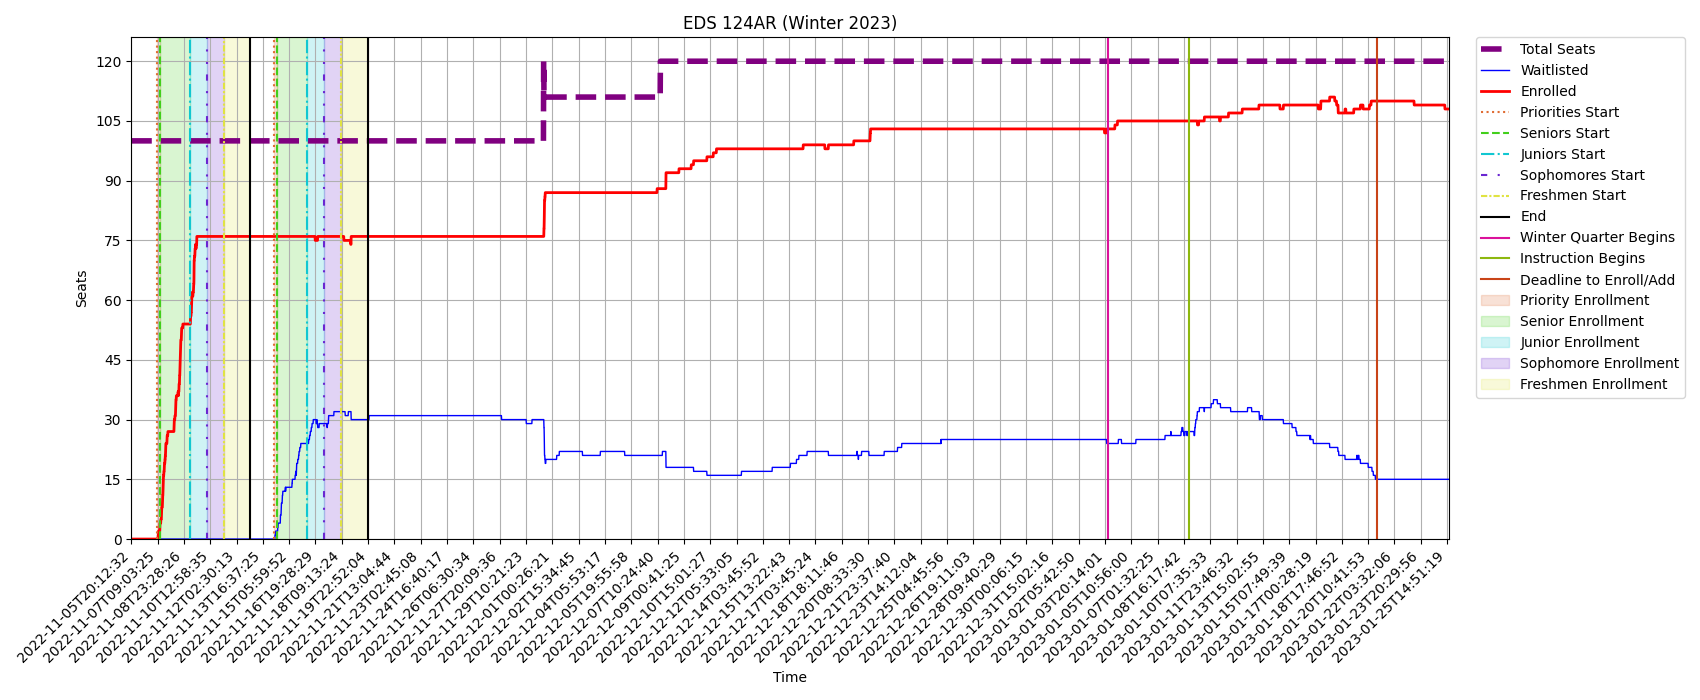 EDS 124AR (Winter 2023)
Seats
120
105
90
75
60
45
30
15
0
2022-11-05T20:12:32
2022-11-07T09:03:25
2022-11-08T23:28:26
2022-11-10T12:58:35
2022-11-12T02:30:13
2022-11-13T16:37:25
2022-11-15T05:59:52
2022-11-16T19:28:29
2022-11-18T09:13:24
2022-11-19T22:52:04
2022-11-21T13:04:44
2022-11-23T02:45:08
2022-11-24T16:40:17
2022-11-26T06:30:34
2022-11-27T20:09:36
2022-11-29T10:21:23
2022-12-01T00:26:21
2022-12-02T15:34:45
2022-12-04T05:53:17
2022-12-05T19:55:58
2022-12-07T10:24:40
2022-12-09T00:41:25
2022-12-10T15:01:27
2022-12-12T05:33:05
2022-12-14T03:45:52
2022-12-15T13:22:43
2022-12-17T03:45:24
2022-12-18T18:11:46
2022-12-20T08:33:30
2022-12-21T23:37:40
2022-12-23T14:12:04
2022-12-25T04:45:56
2022-12-26T19:11:03
2022-12-28T09:40:29
2022-12-30T00:06:15
2022-12-31T15:02:16
2023-01-02T05:42:50
2023-01-03T20:14:01
2023-01-05T10:56:00
2023-01-07T01:32:25
2023-01-08T16:17:42
2023-01-10T07:35:33
2023-01-11T23:46:32
2023-01-13T15:02:55
2023-01-15T07:49:39
2023-01-17T00:28:19
2023-01-18T17:46:52
2023-01-20T10:41:53
2023-01-22T03:32:06
2023-01-23T20:29:56
2023-01-25T14:51:19
Time
Total Seats
Waitlisted
Enrolled
Priorities Start
Seniors Start
Juniors Start
Sophomores Start
Freshmen Start
End
Winter Quarter Begins
Instruction Begins
Deadline to Enroll/Add
Priority Enrollment
Senior Enrollment
Junior Enrollment
Sophomore Enrollment
Freshmen Enrollment